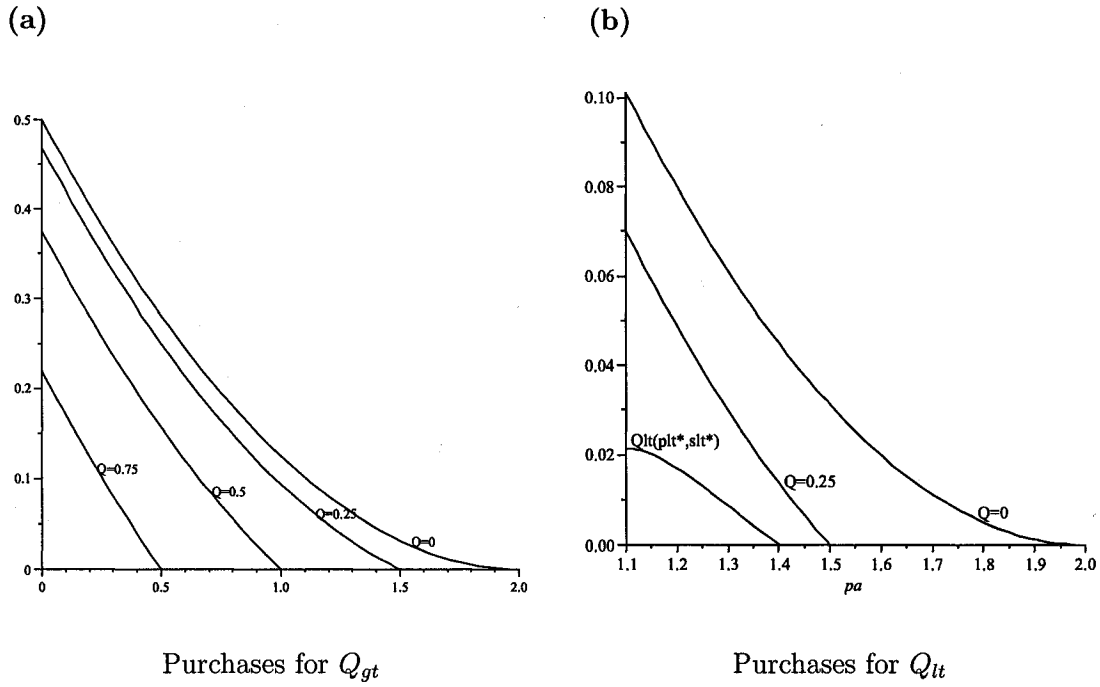 (a)
0.5
0.4
0.3
0.2
0.1
0
0
0.5
1.0
1.5
2.0
Q=0.75
Q=0.5
Q=0.25
Q=0
Purchases for Q_{gt}
(b)
0.10
0.08
0.06
0.04
0.02
0.00
1.1
1.2
1.3
1.4
1.5
1.6
1.7
1.8
1.9
2.0
pa
Qlt(plt*,slt*)
Q=0.25
Q=0
Purchases for Q_{lt}